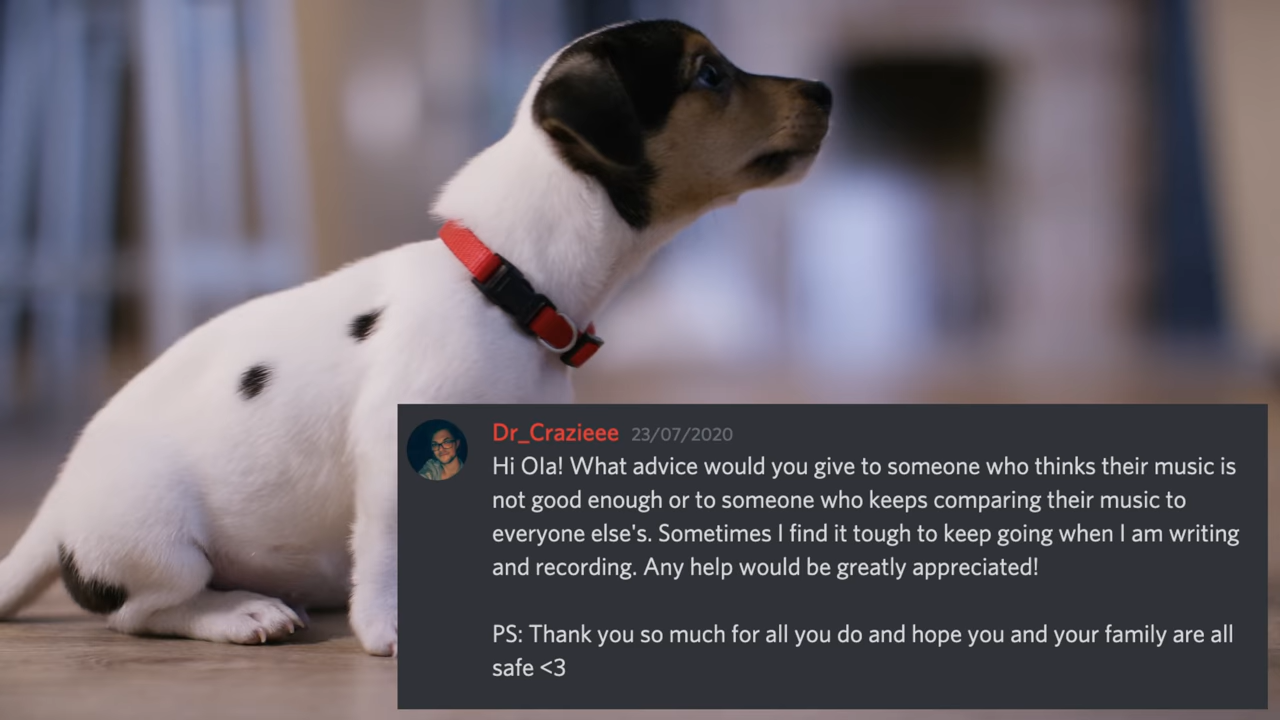 Dr_Crazieee 23/07/2020
Hi Ola! What advice would you give to someone who thinks their music is
not good enough or to someone who keeps comparing their music to
everyone else's. Sometimes I find it tough to keep going when I am writing
and recording. Any help would be greatly appreciated!
PS: Thank you so much for all you do and hope you and your family are all
safe <3